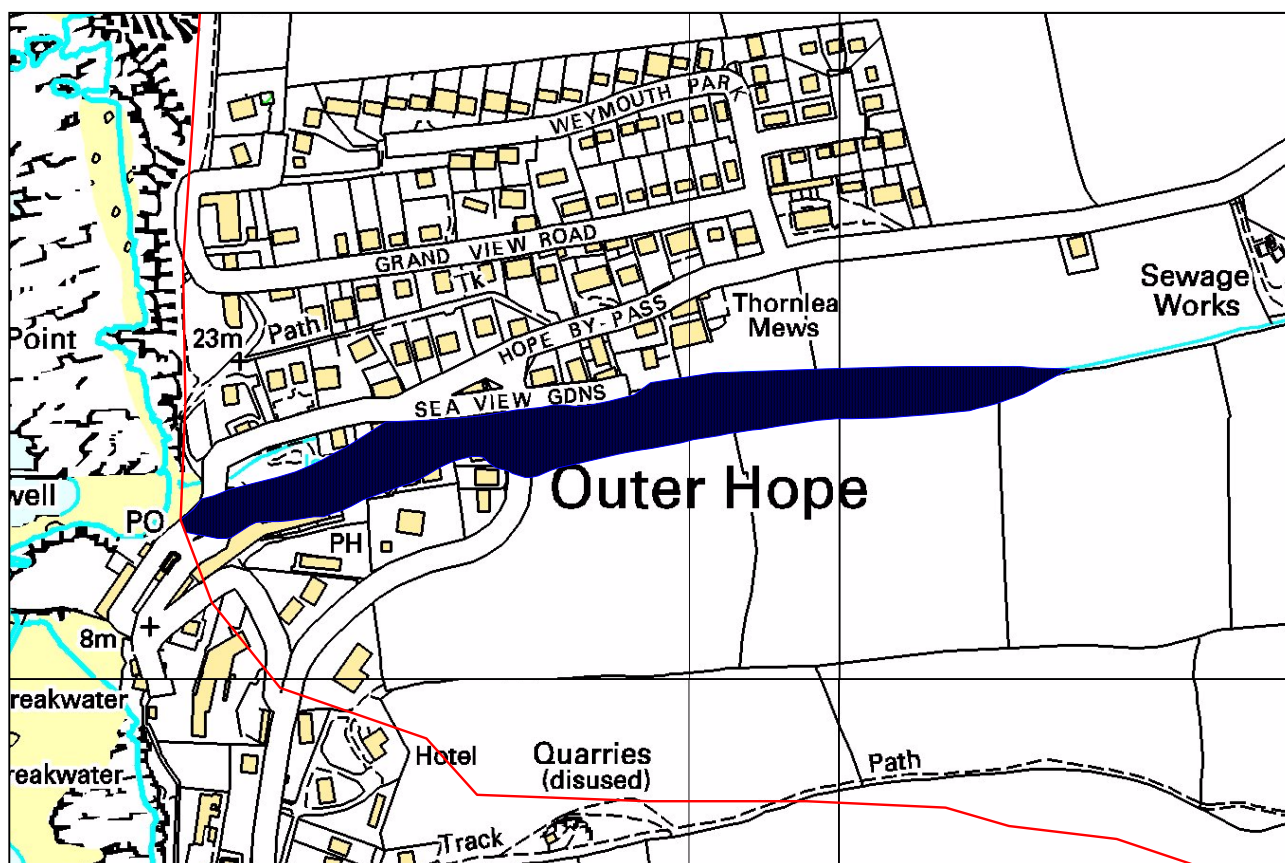 WEYMOUTH PARK
GRAND VIEW ROAD
Tk
Path
23m
HOPE BY-PASS
Thornlea
Mews
Sewage
Works
Point
SEA VIEW GDNS
well
PO
Outer Hope
PH
8m
reakwater
reakwater
Hotel
Quarries
(disused)
Path
Track